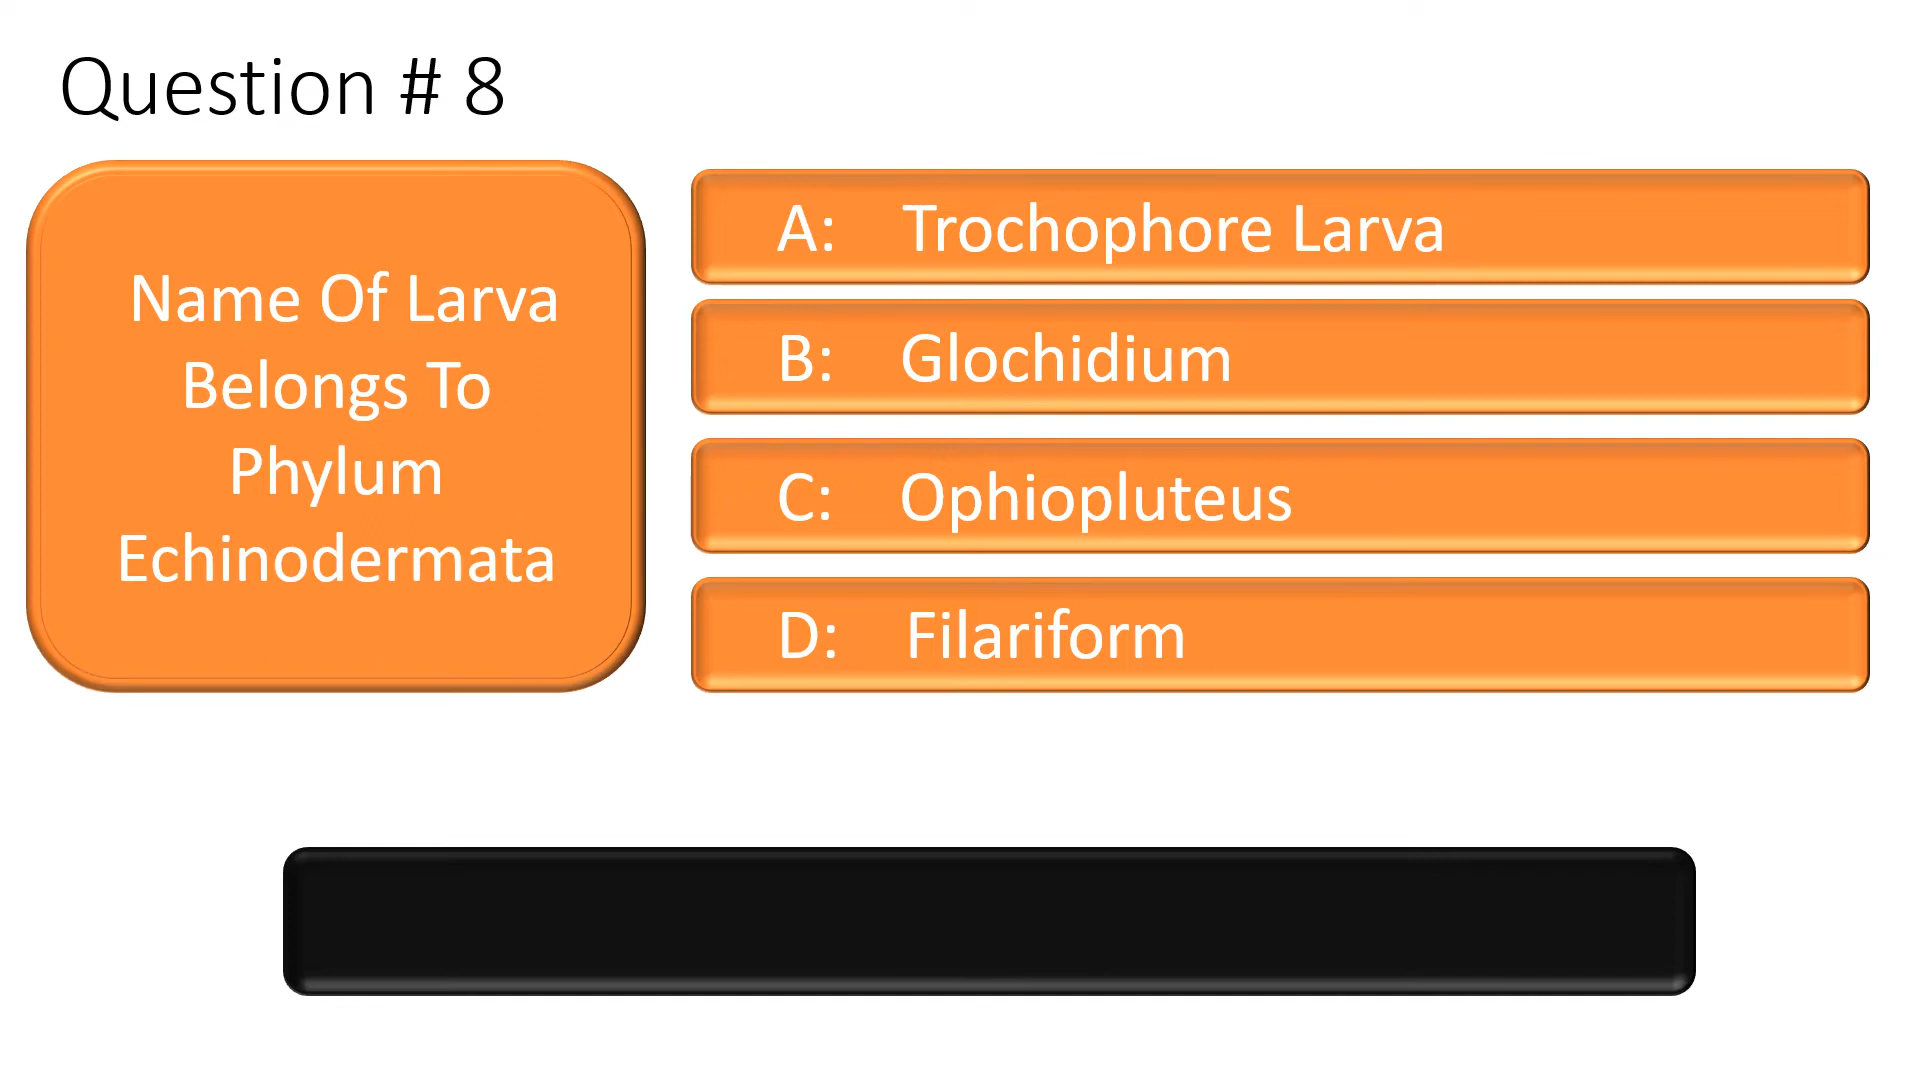 Question # 8
Name Of Larva
Belongs To
Phylum
Echinodermata
A: Trochophore Larva
B: Glochidium
C: Ophiopluteus
D: Filariform